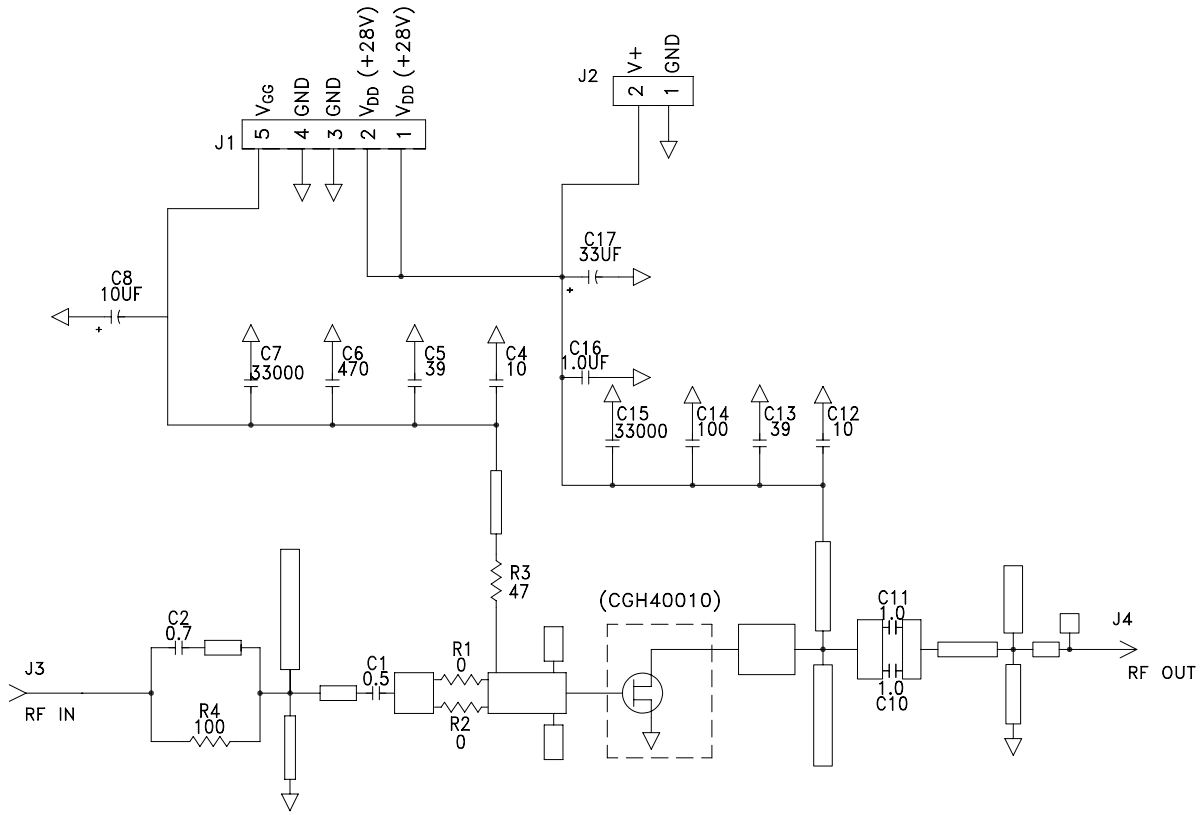 VGG
GND
GND
VDD (+28V)
VDD (+28V)
J1
5
4
3
2
1
V+
GND
J2
2
1
C17
33UF
+
C8
10UF
+
C7
33000
C6
470
C5
39
C4
10
C16
1.0UF
C15
33000
C14
100
C13
39
C12
10
R3
47
(CGH40010)
C2
0.7
J3
RF IN
R4
100
C1
0.5
R1
0
R2
0
C11
1.0
1.0
C10
J4
RF OUT